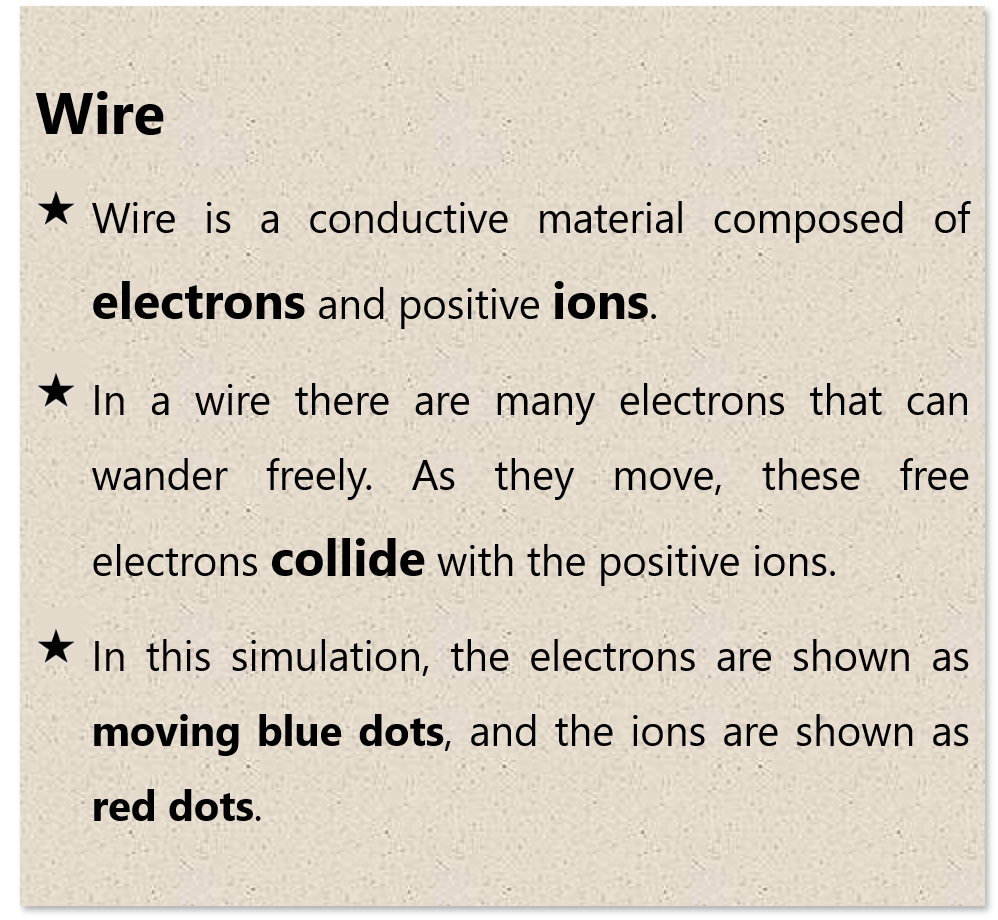 Wire
★ Wire is a conductive material composed of
electrons and positive ions.
★ In a wire there are many electrons that can
wander freely. As they move, these free
electrons collide with the positive ions.
★ In this simulation, the electrons are shown as
moving blue dots, and the ions are shown as
red dots.